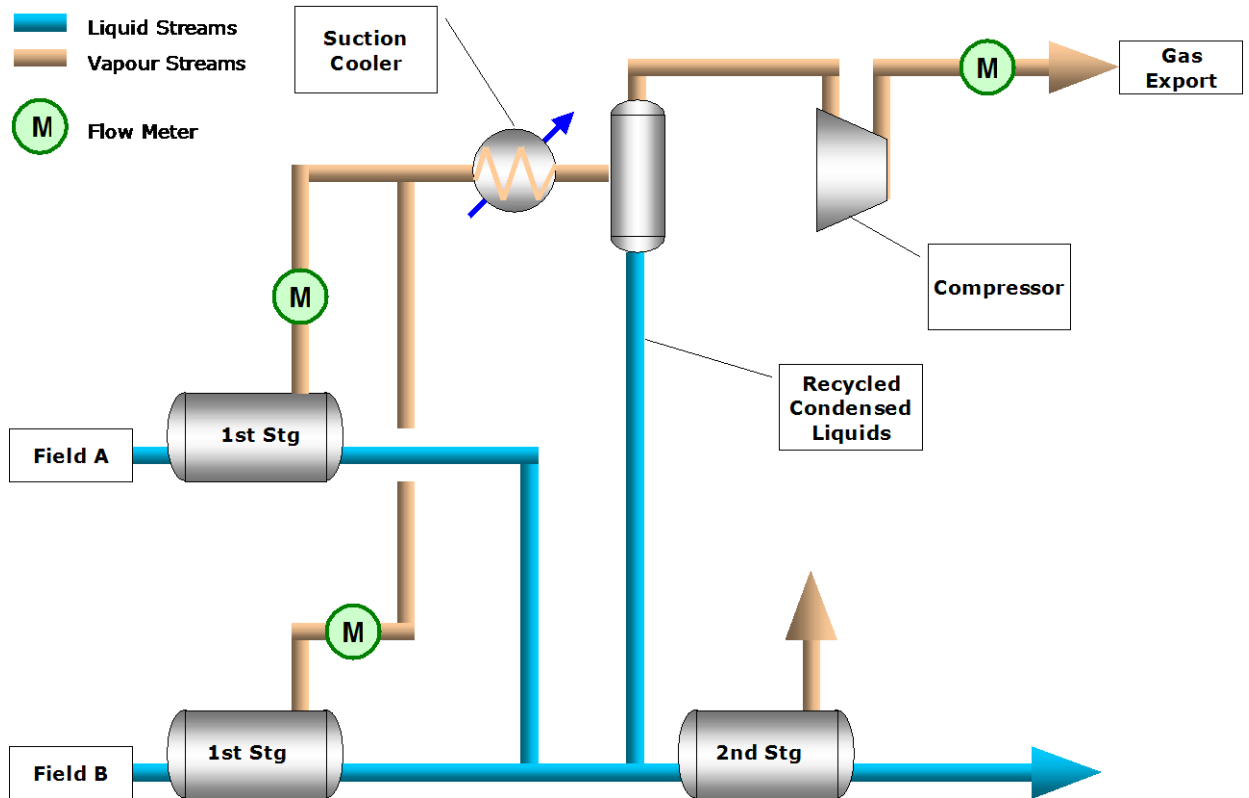 Liquid Streams
Vapour Streams
M
Flow Meter
Suction
Cooler
M
Gas
Export
Compressor
M
Recycled
Condensed
Liquids
1st Stg
Field A
M
1st Stg
2nd Stg
Field B